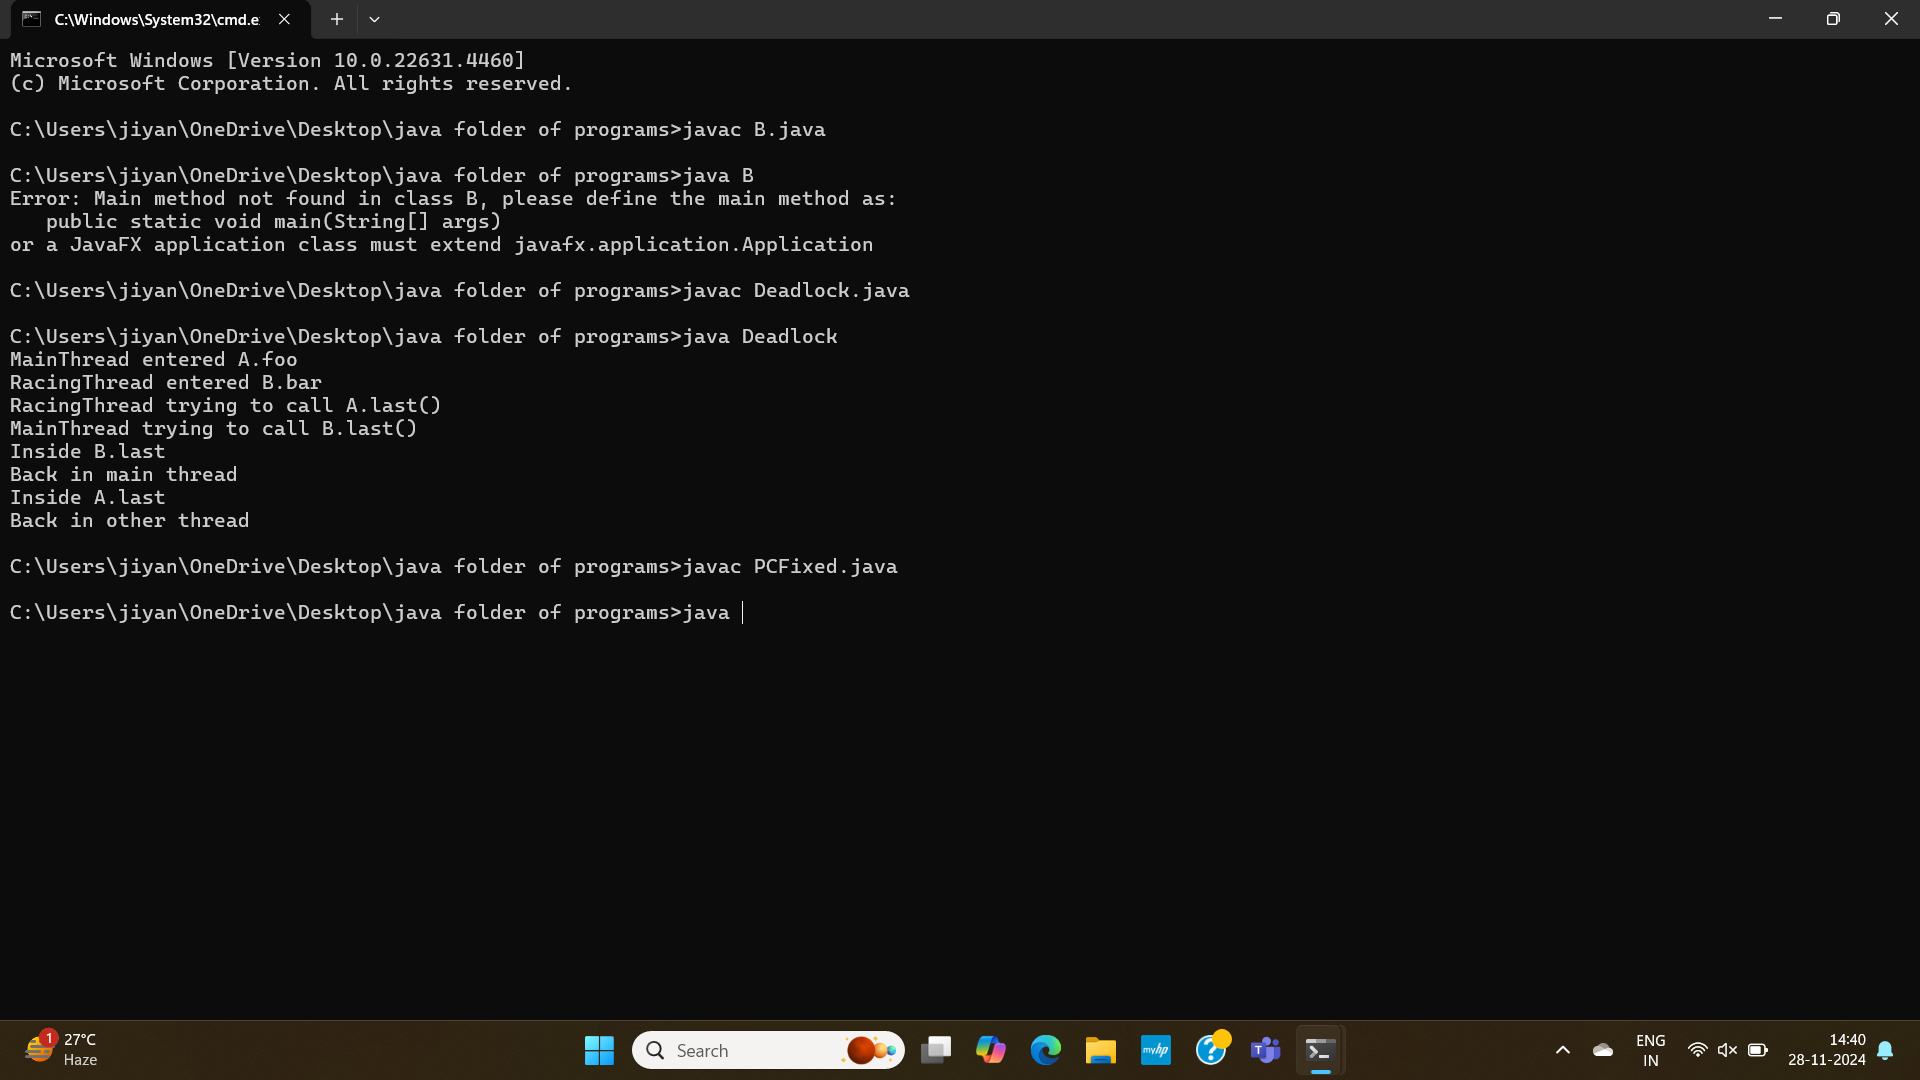 C:\Windows\System32\cmd.e
Microsoft Windows [Version 10.0.22631.4460]
(c) Microsoft Corporation. All rights reserved.
C:\Users\jiyan\OneDrive\Desktop\java folder of programs>javac B.java
C:\Users\jiyan\OneDrive\Desktop\java folder of programs>java B
Error: Main method not found in class B, please define the main method as:
   public static void main(String[] args)
or a JavaFX application class must extend javafx.application.Application
C:\Users\jiyan\OneDrive\Desktop\java folder of programs>javac Deadlock.java
C:\Users\jiyan\OneDrive\Desktop\java folder of programs>java Deadlock
MainThread entered A.foo
RacingThread entered B.bar
RacingThread trying to call A.last()
MainThread trying to call B.last()
Inside B.last
Back in main thread
Inside A.last
Back in other thread
C:\Users\jiyan\OneDrive\Desktop\java folder of programs>javac PCFixed.java
C:\Users\jiyan\OneDrive\Desktop\java folder of programs>java
1
27°C
Haze
Search
myhp
?
T
ENG
IN
14:40
28-11-2024